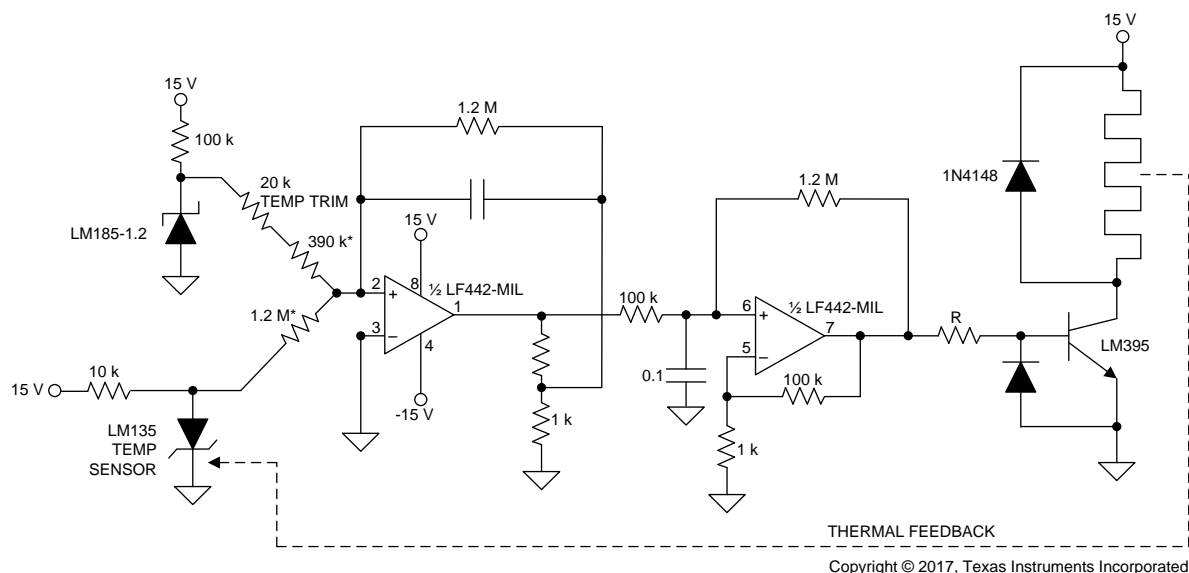 15 V
15 V
1.2 M
100 k
20 k
TEMP TRIM
1.2 M
1N4148
LM185-1.2
15 V
390 k*
2
+
8
½ LF442-MIL
1
100 k
6
+
½ LF442-MIL
7
R
1.2 M*
3
–
4
5
–
LM395
15 V
10 k
-15 V
0.1
100 k
1 k
1 k
LM135
TEMP
SENSOR
THERMAL FEEDBACK
Copyright © 2017, Texas Instruments Incorporated